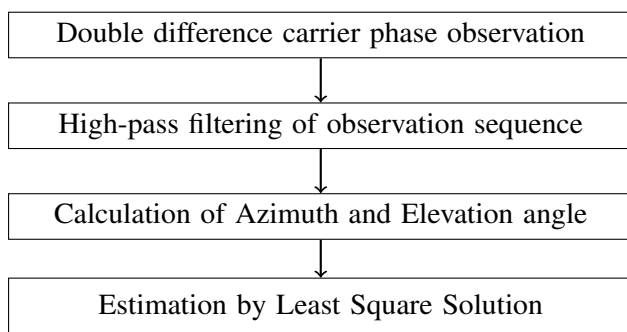 Double difference carrier phase observation
High-pass filtering of observation sequence
Calculation of Azimuth and Elevation angle
Estimation by Least Square Solution